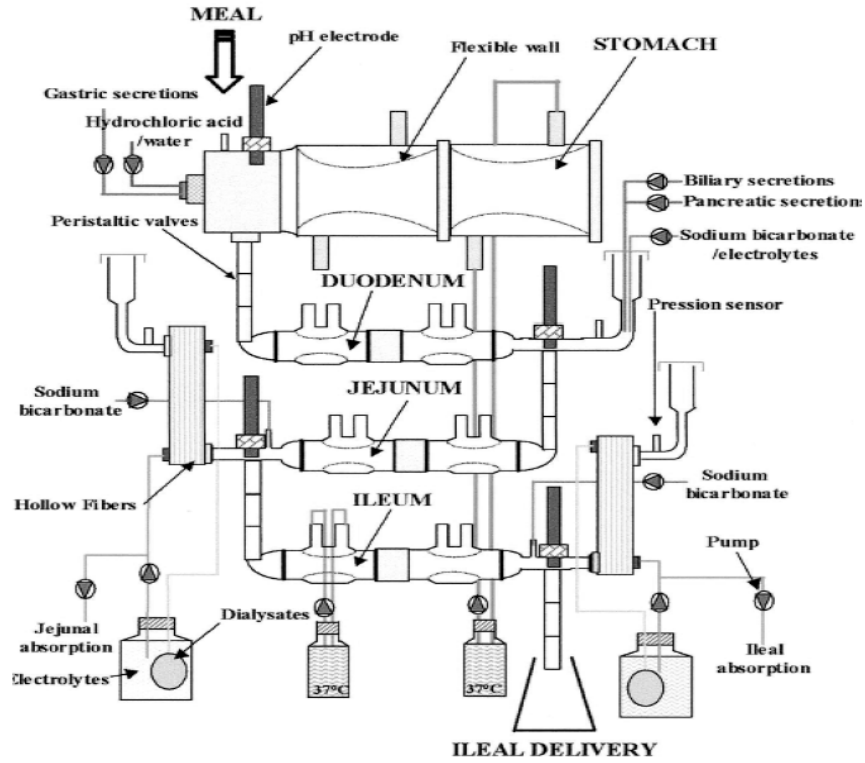 MEAL
pH electrode
Flexible wall
STOMACH
Gastric secretions
Hydrochloric acid
/water
Peristaltic valves
Biliary secretions
Pancreatic secretions
Sodium bicarbonate
/electrolytes
DUODENUM
Pression sensor
Sodium
bicarbonate
JEJUNUM
Hollow Fibers
ILEUM
Sodium
bicarbonate
Pump
Jejunal
absorption
Dialysates
Electrolytes
37°C
37°C
Ileal
absorption
ILEAL DELIVERY